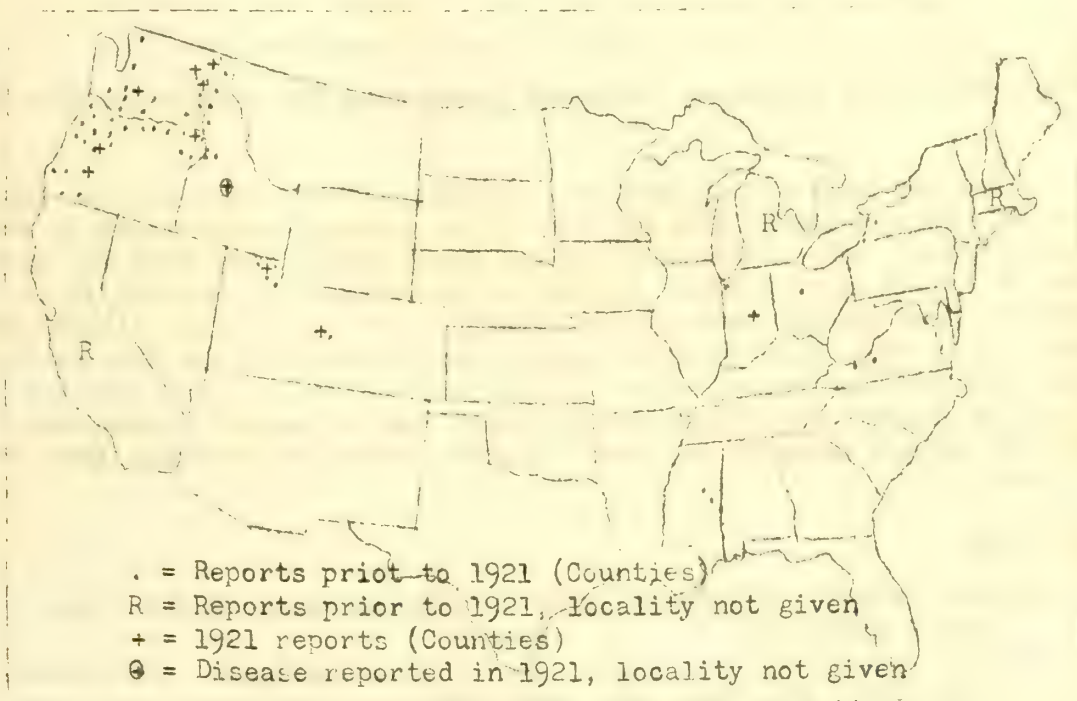 R
R
R
. = Reports priot to 1921 (Counties)
R = Reports prior to 1921, locality not given
+ = 1921 reports (Counties)
⊕ = Disease reported in 1921, locality not given